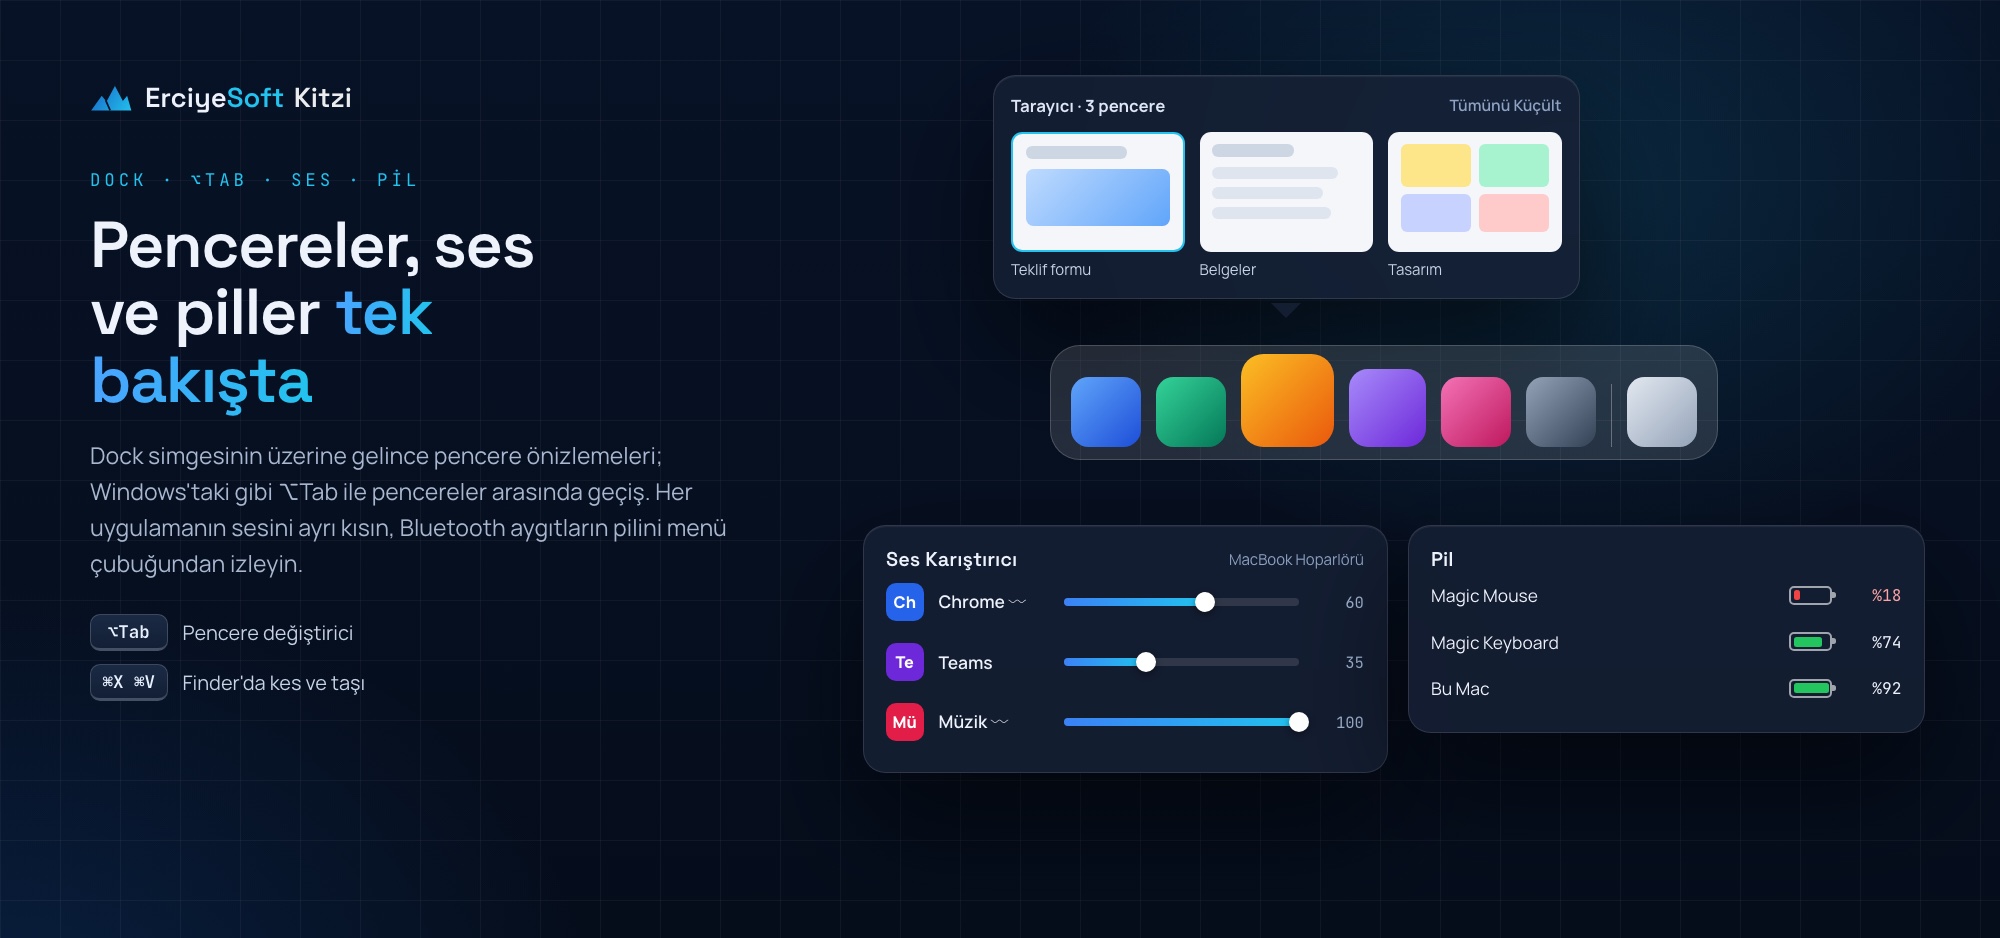 ErciyeSoft Kitzi
DOCK · ⌥TAB · SES · PİL
Pencereler, ses
ve piller tek
bakışta
Dock simgesinin üzerine gelince pencere önizlemeleri;
Windows'taki gibi ⌥Tab ile pencereler arasında geçiş. Her
uygulamanın sesini ayrı kısın, Bluetooth aygıtların pilini menü
çubuğundan izleyin.
⌥Tab Pencere değiştirici
⌘X ⌘V Finder'da kes ve taşı
Tarayıcı · 3 pencere Tümünü Küçült
Teklif formu Belgeler Tasarım
Ses Karıştırıcı MacBook Hoparlörü
Ch Chrome 60
Te Teams 35
Mü Müzik 100
Pil
Magic Mouse %18
Magic Keyboard %74
Bu Mac %92